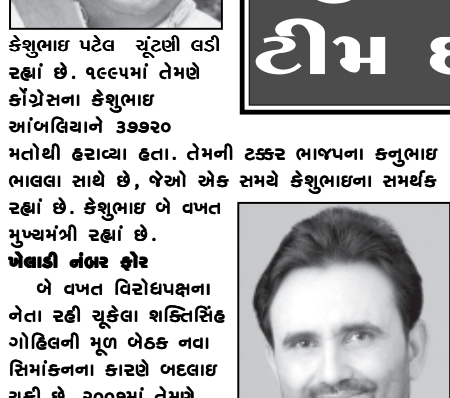 ટીમ
કેશુભાઇ પટેલ ચૂંટણી લડી
રહ્યાં છે. ૧૯૯૫માં તેમણે
કોંગ્રેસના કેશુભાઇ
આંબલિયાને ૩૭૭૨૦
મતોથી હરાવ્યા હતા. તેમની ટક્કર ભાજપના કનુભાઇ
ભાલલા સાથે છે, જેઓ એક સમયે કેશુભાઇના સમર્થક
રહ્યાં છે. કેશુભાઇ બે વખત
મુખ્યમંત્રી રહ્યાં છે.
ખેલાડી નંબર ફોર
બે વખત વિરોધપક્ષના
નેતા રહી ચૂકેલા શક્તિસિંહ
ગોહિલની મૂળ બેઠક નવા
સિમાંકનના કારણે બદલાઇ
ચૂકી છે. ૨૦૦૭માં તેમણે